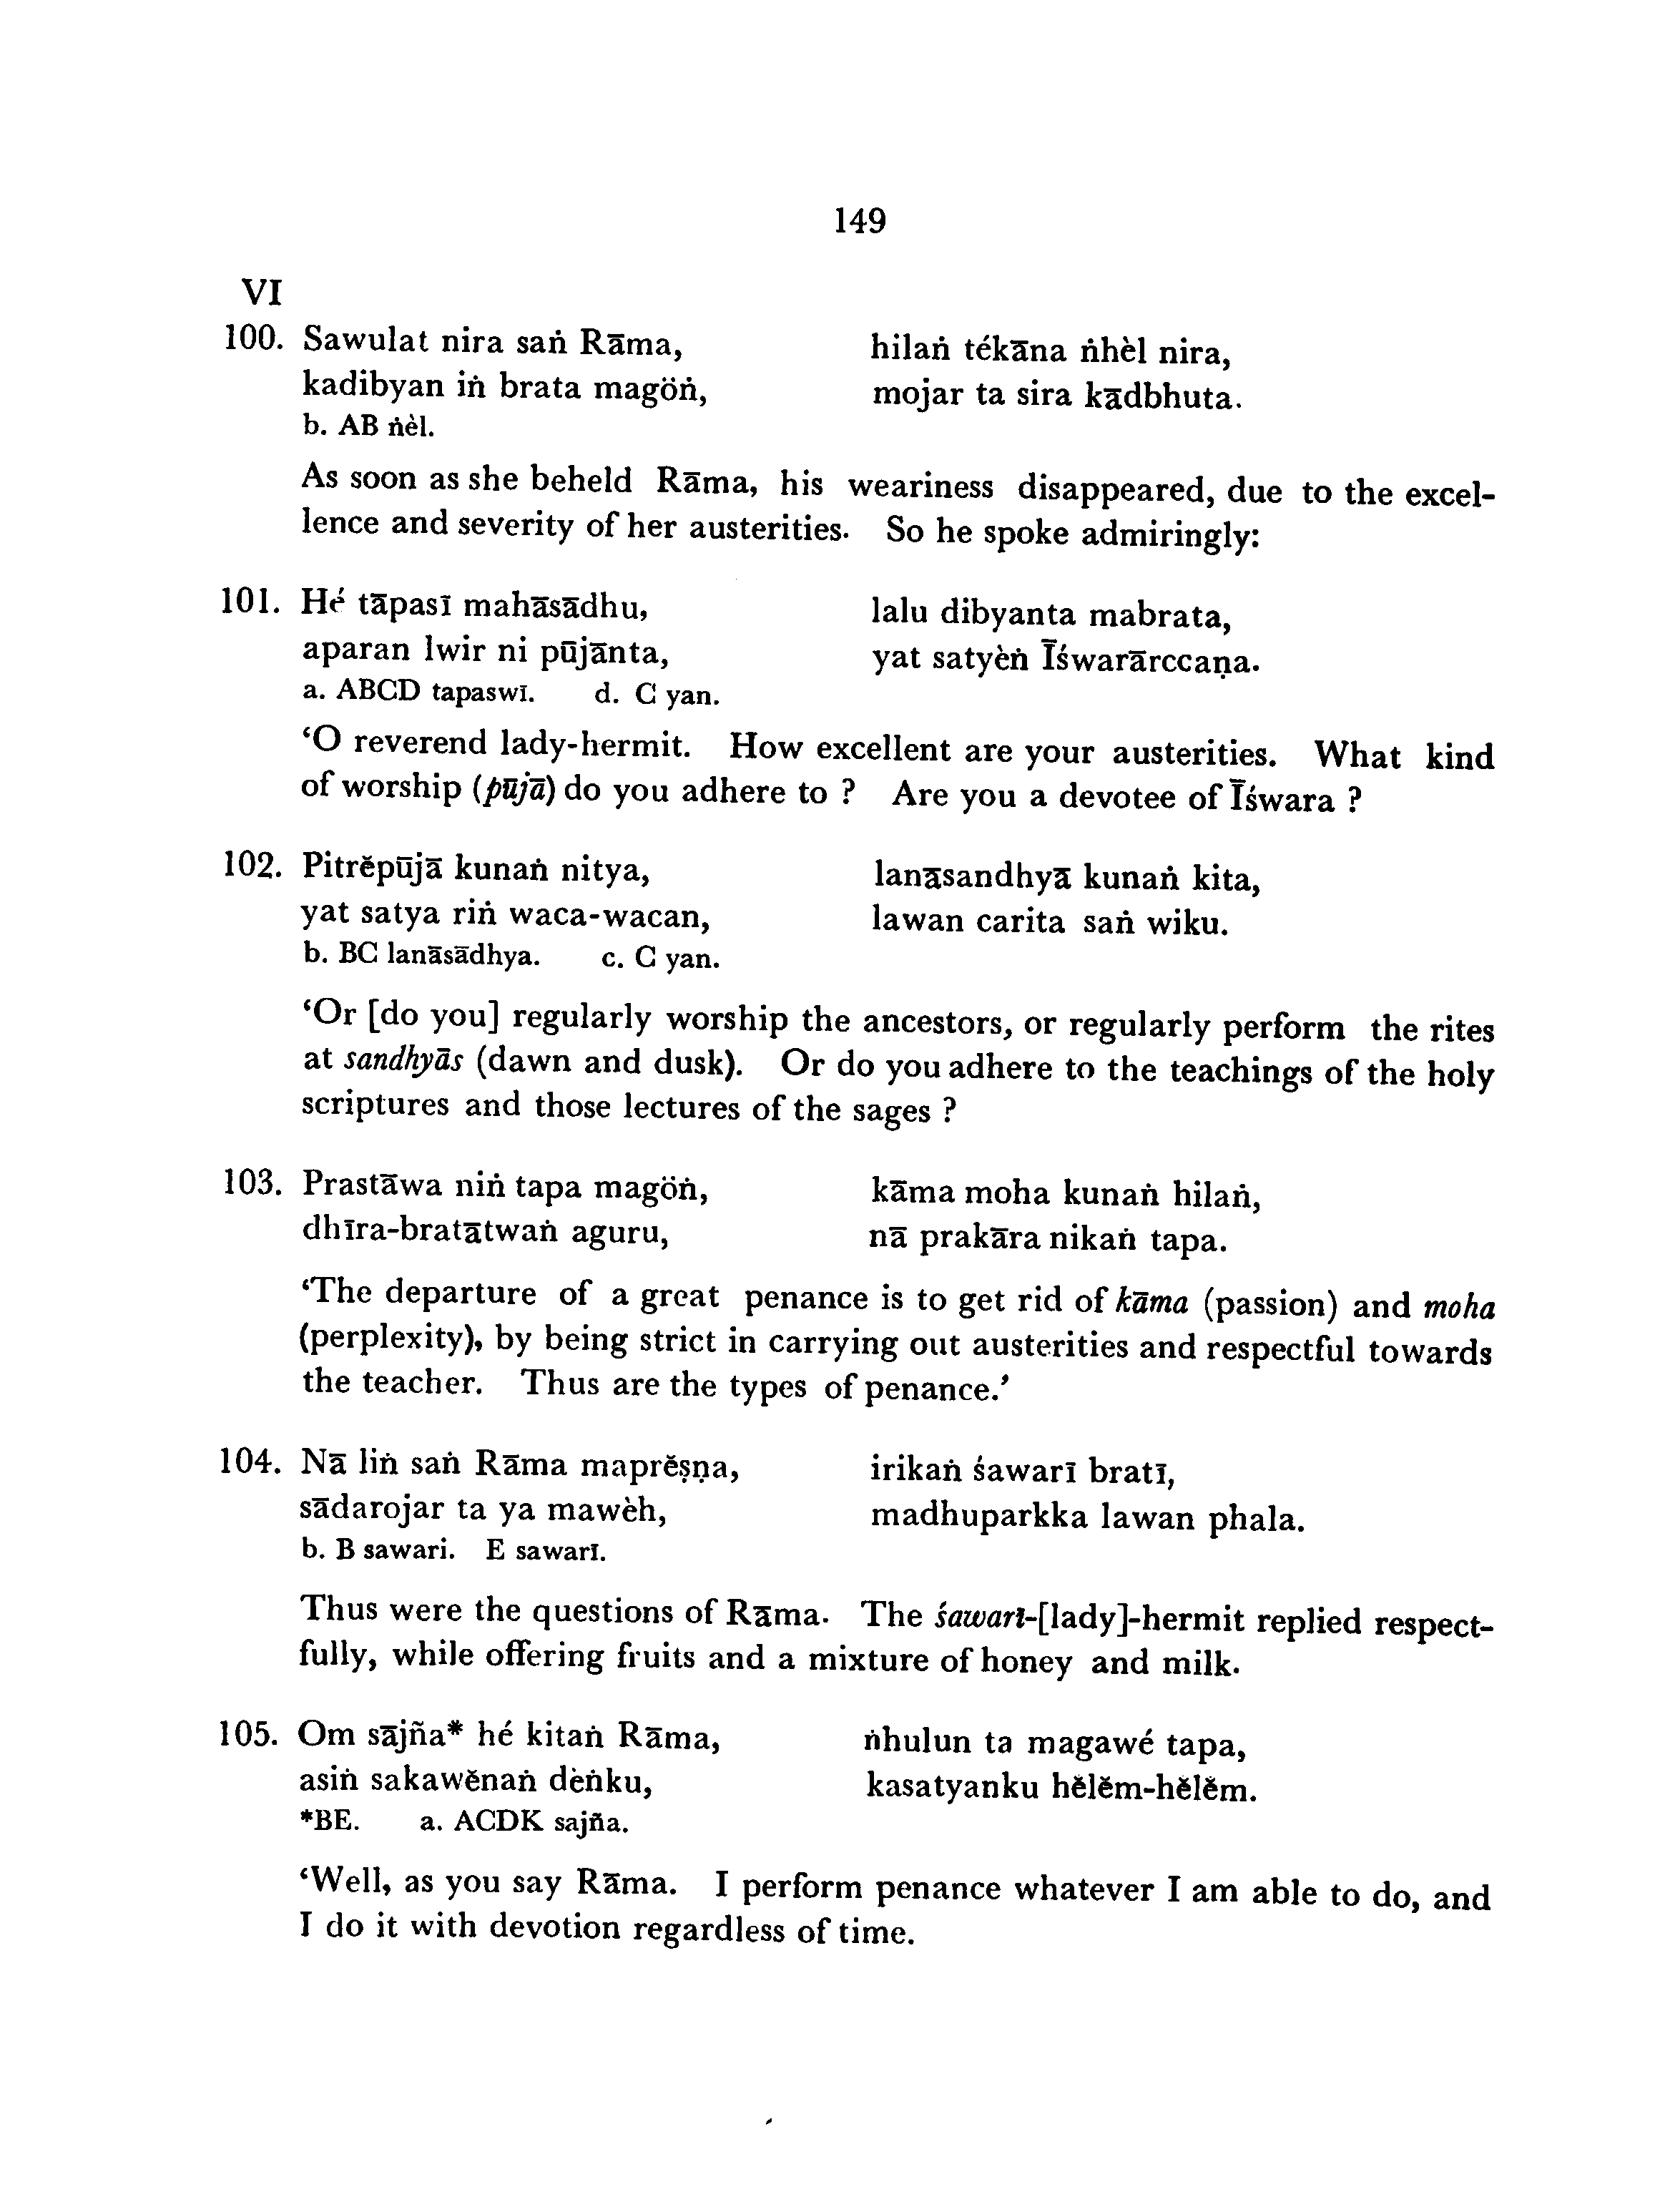 149
VI
100. Sawulat nira saṅ Rāma, hilaṅ tékāna ṅhèl nira,
kadibyan iṅ brata magöṅ, mojar ta sira kādbhuta.
b. AB ṅèl.
As soon as she beheld Rāma, his weariness disappeared, due to the excel-
lence and severity of her austerities. So he spoke admiringly:
101. Hé tāpasī mahāsādhu, lalu dibyanta mabrata,
aparan lwir ni pūjānta, yat satyèṅ Īśwarārccaṇa.
a. ABCD tapaswī. d. C yan.
‘O reverend lady-hermit. How excellent are your austerities. What kind
of worship (pūjā) do you adhere to ? Are you a devotee of Īśwara ?
102. Pitrĕpūjā kunaṅ nitya, lanāsandhyā kunaṅ kita,
yat satya riṅ waca-wacan, lawan carita saṅ wiku.
b. BC lanāsādhya. c. C yan.
‘Or [do you] regularly worship the ancestors, or regularly perform the rites
at sandhyās (dawn and dusk). Or do you adhere to the teachings of the holy
scriptures and those lectures of the sages ?
103. Prastāwa niṅ tapa magöṅ, kāma moha kunaṅ hilaṅ,
dhīra-bratātwaṅ aguru, nā prakāra nikaṅ tapa.
‘The departure of a great penance is to get rid of kāma (passion) and moha
(perplexity), by being strict in carrying out austerities and respectful towards
the teacher. Thus are the types of penance.’
104. Nā liṅ saṅ Rāma maprĕṣṇa, irikaṅ śawarī bratī,
sādarojar ta ya mawèh, madhuparkka lawan phala.
b. B sawari. E sawarī.
Thus were the questions of Rāma. The śawarī-[lady]-hermit replied respect-
fully, while offering fruits and a mixture of honey and milk.
105. Om sājña* hé kitaṅ Rāma, ṅhulun ta magawé tapa,
asiṅ sakawĕnaṅ dèṅku, kasatyanku hĕlĕm-hĕlĕm.
*BE. a. ACDK sajña.
‘Well, as you say Rāma. I perform penance whatever I am able to do, and
I do it with devotion regardless of time.